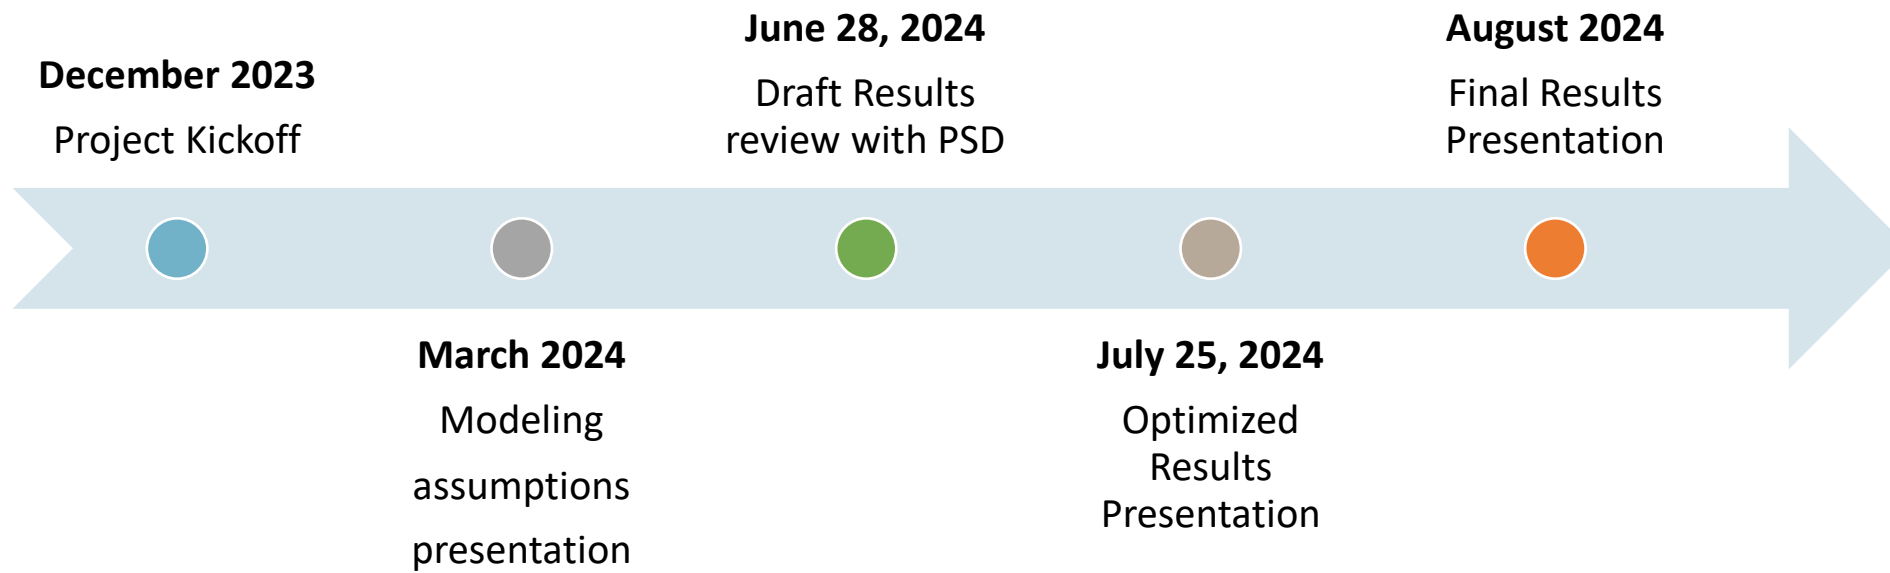 December 2023
Project Kickoff
March 2024
Modeling
assumptions
presentation
June 28, 2024
Draft Results
review with PSD
July 25, 2024
Optimized
Results
Presentation
August 2024
Final Results
Presentation